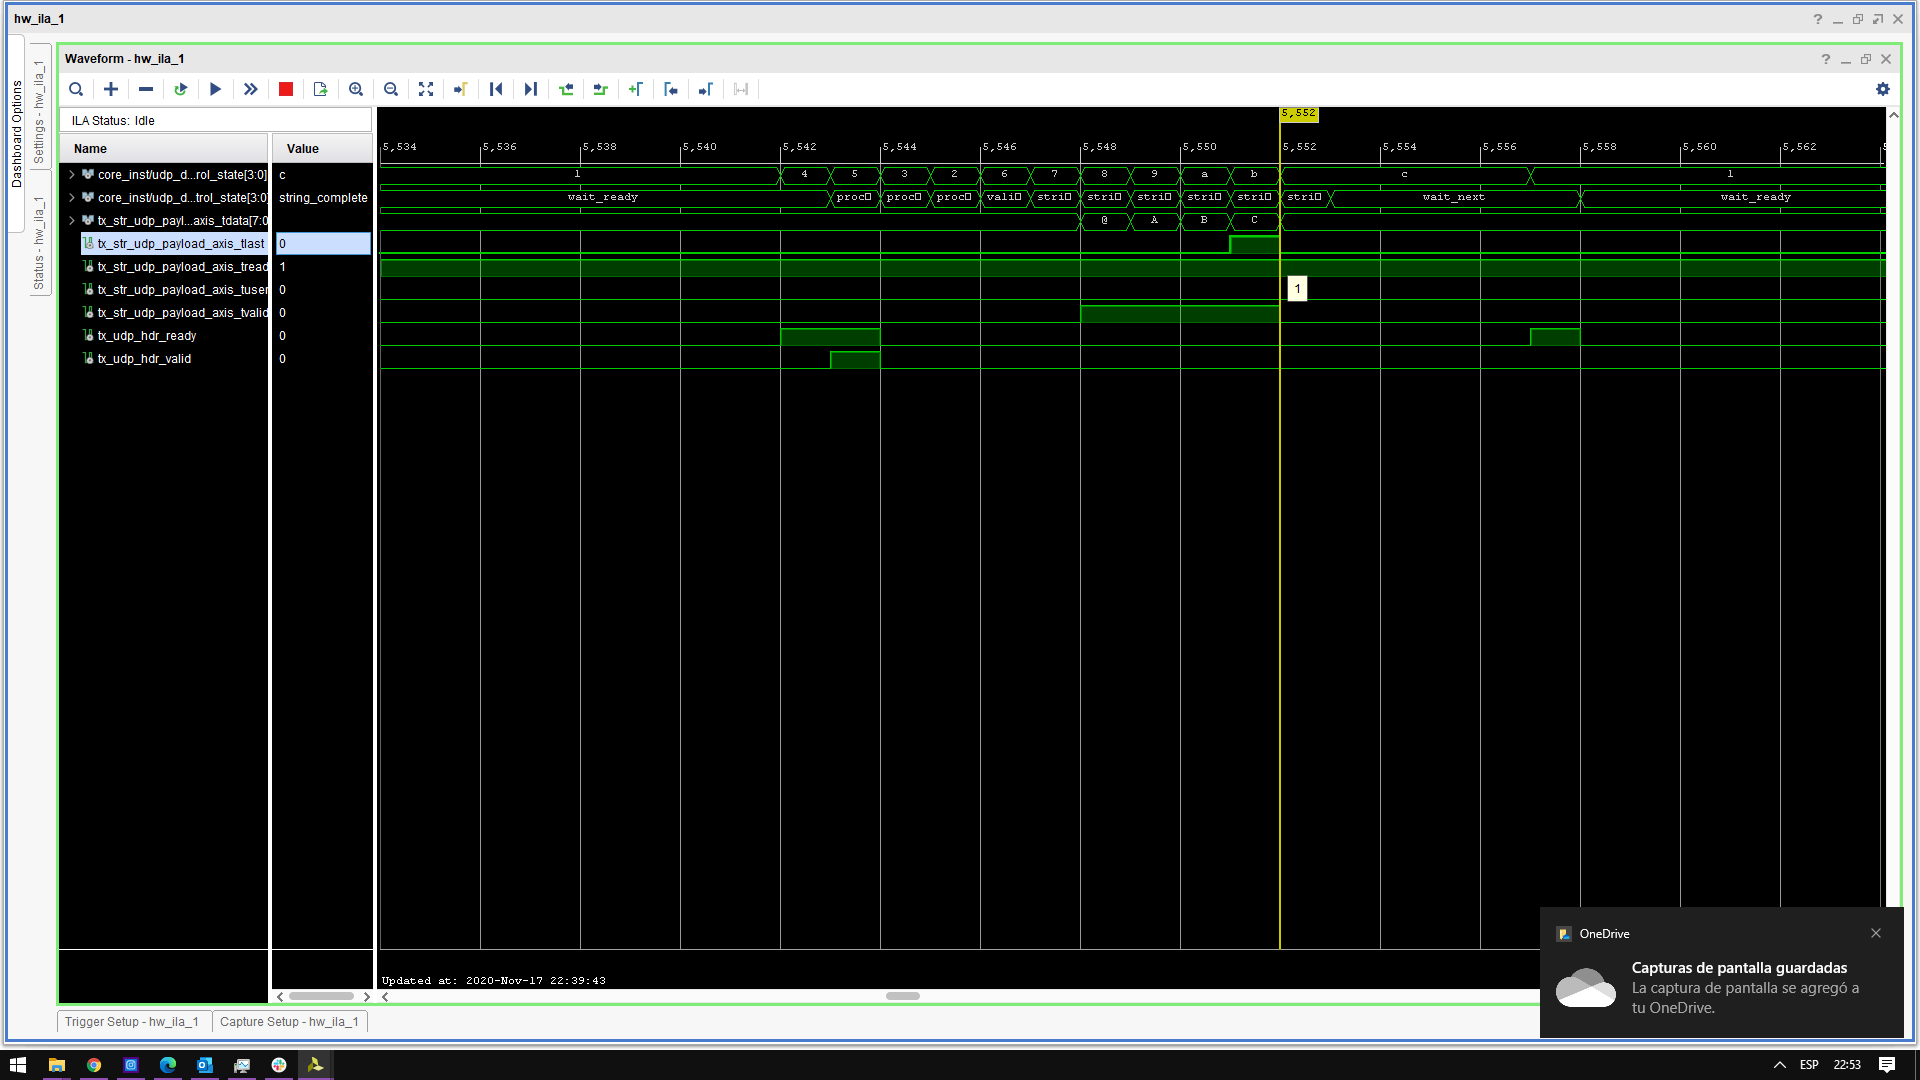 hw_ila_1
Dashboard Options
Settings - hw_ila_1
Status - hw_ila_1
Waveform - hw_ila_1
ILA Status: Idle
Name Value
core_inst/udp_d...rol_state[3:0] c
core_inst/udp_d...trol_state[3:0] string_complete
tx_str_udp_payl...axis_tdata[7:0
tx_str_udp_payload_axis_tlast 0
tx_str_udp_payload_axis_tread 1
tx_str_udp_payload_axis_tuser 0
tx_str_udp_payload_axis_tvalid 0
tx_udp_hdr_ready 0
tx_udp_hdr_valid 0
5,552
5,534 5,536 5,538 5,540 5,542 5,544 5,546 5,548 5,550 5,552 5,554 5,556 5,558 5,560 5,562
1 4 5 3 2 6 7 8 9 a b c 1
wait_ready proc proc proc vali stri stri stri stri stri stri wait_next wait_ready
@ A B C
1
Updated at: 2020-Nov-17 22:39:43
Trigger Setup - hw_ila_1 Capture Setup - hw_ila_1
OneDrive
Capturas de pantalla guardadas
La captura de pantalla se agregó a
tu OneDrive.
ESP 22:53